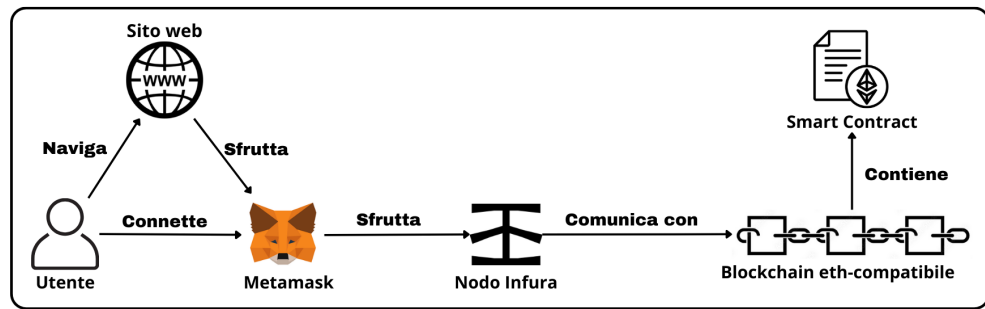 Sito web
WWW
Smart Contract
Naviga
Sfrutta
Contiene
Connette
Sfrutta
Comunica con
Utente
Metamask
Nodo Infura
Blockchain eth-compatibile